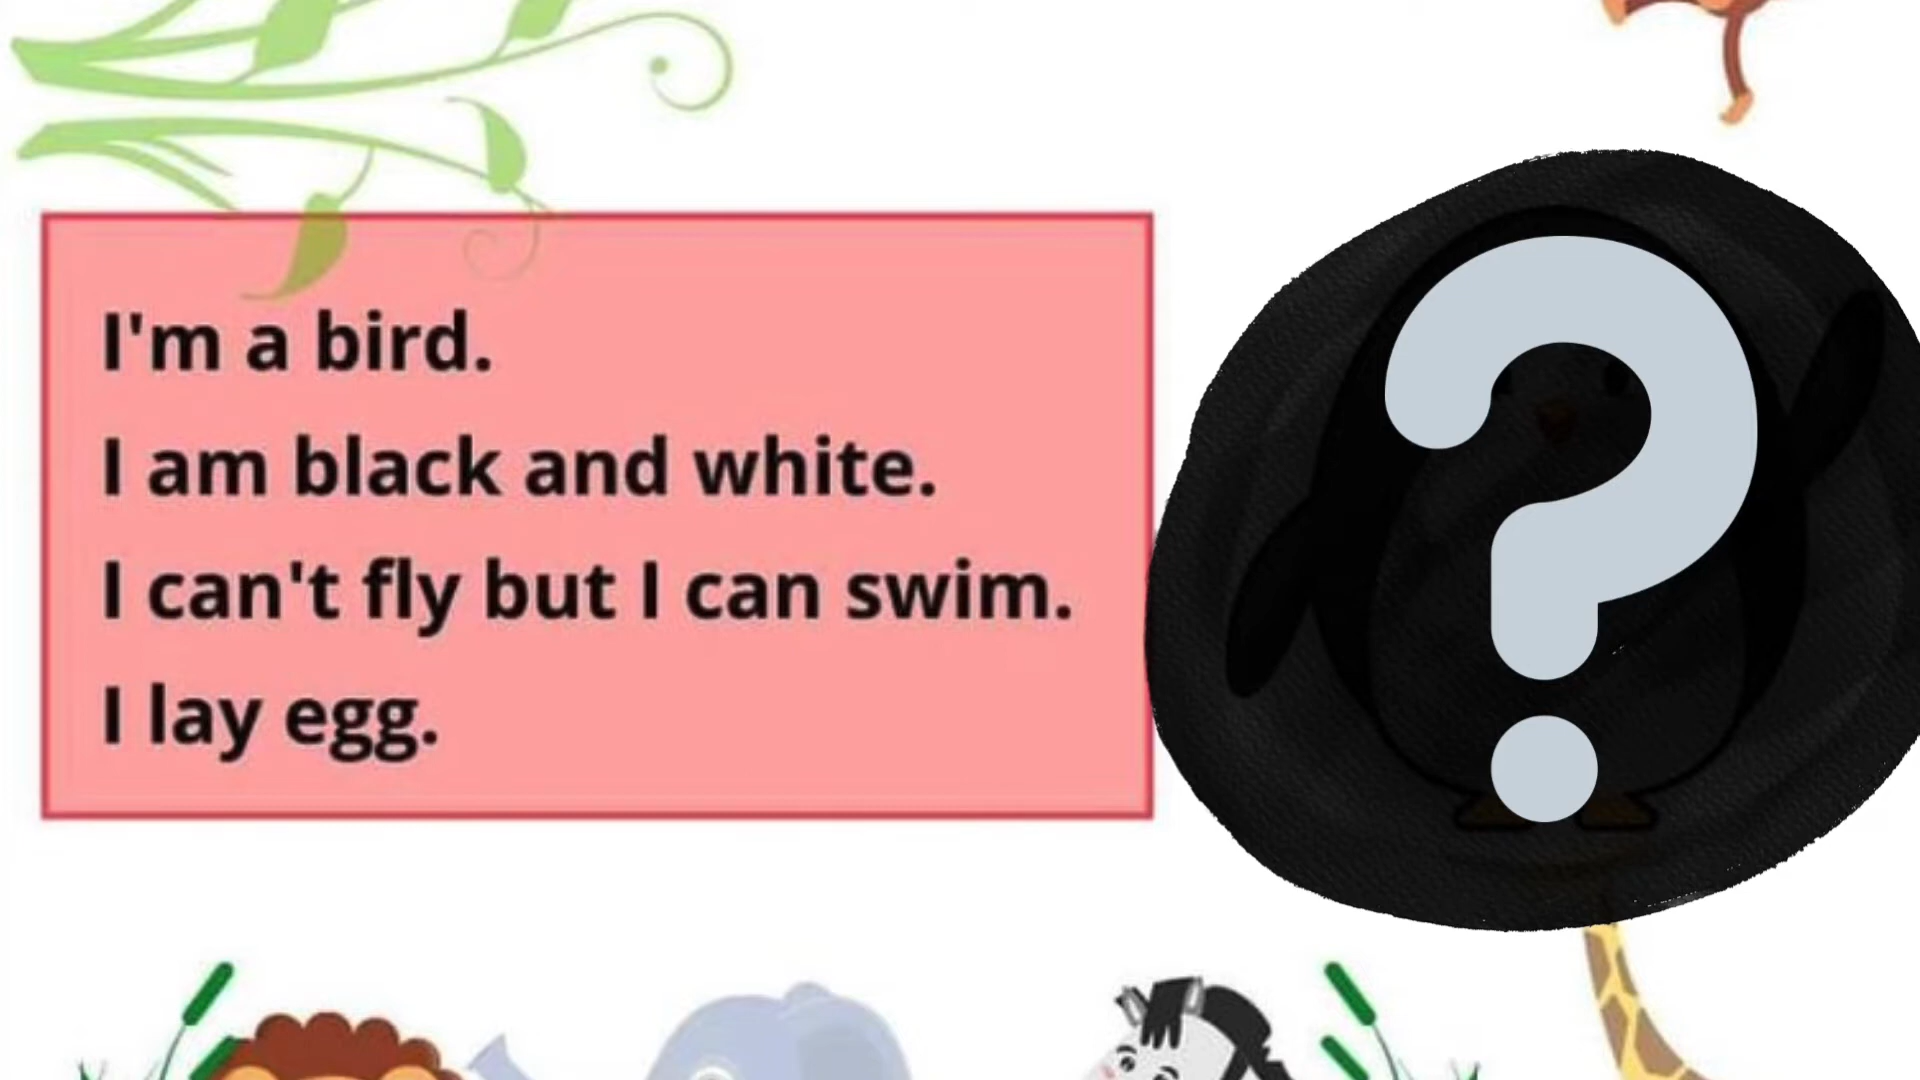 I'm a bird.
I am black and white.
I can't fly but I can swim.
I lay egg.
?